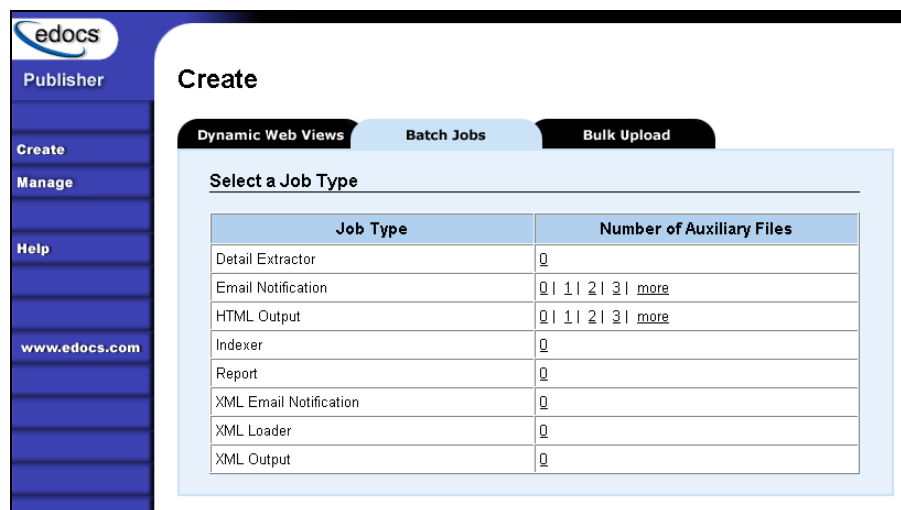 edocs
Publisher
Create
Manage
Help
www.edocs.com
Create
Dynamic Web Views Batch Jobs Bulk Upload
Select a Job Type
Job Type Number of Auxiliary Files
Detail Extractor 0
Email Notification 0 | 1 | 2 | 3 | more
HTML Output 0 | 1 | 2 | 3 | more
Indexer 0
Report 0
XML Email Notification 0
XML Loader 0
XML Output 0